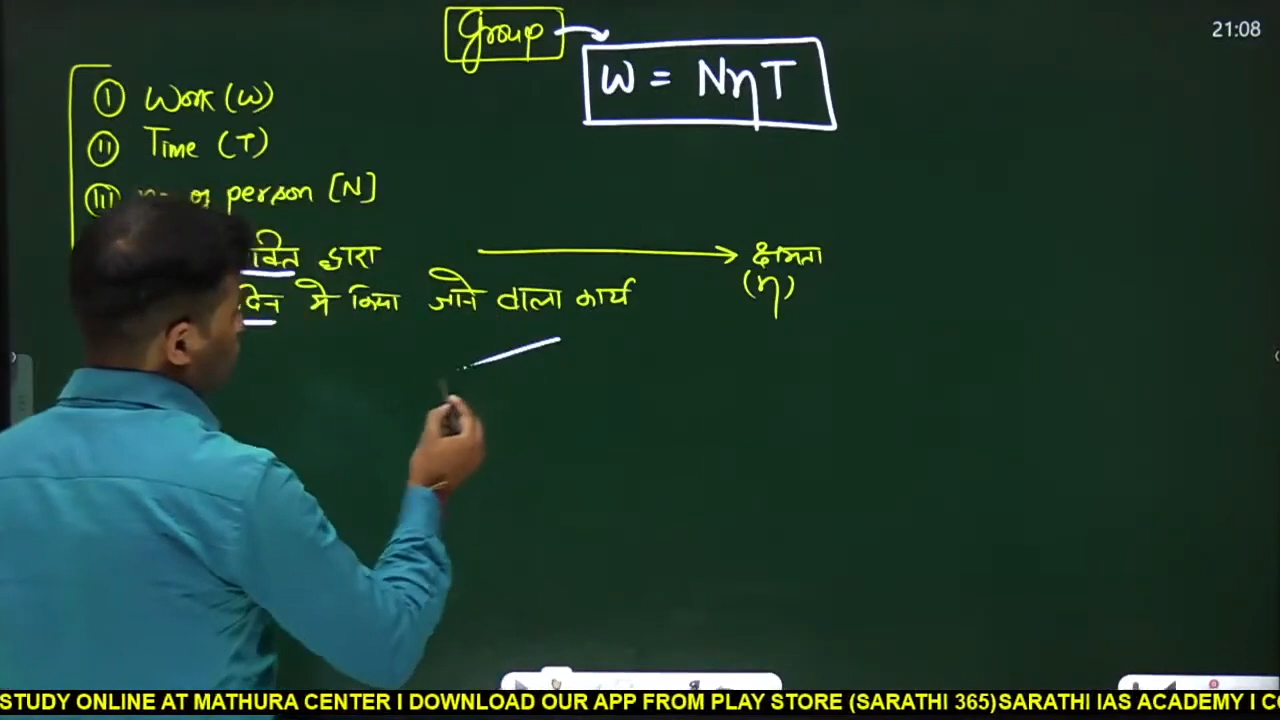 Group
W = NηT
21:08
① Work (W)
② Time (T)
③ of person [N]
द्वारा → क्षमता
में किया जाने वाला कार्य (η)
STUDY ONLINE AT MATHURA CENTER I DOWNLOAD OUR APP FROM PLAY STORE (SARATHI 365)SARATHI IAS ACADEMY I